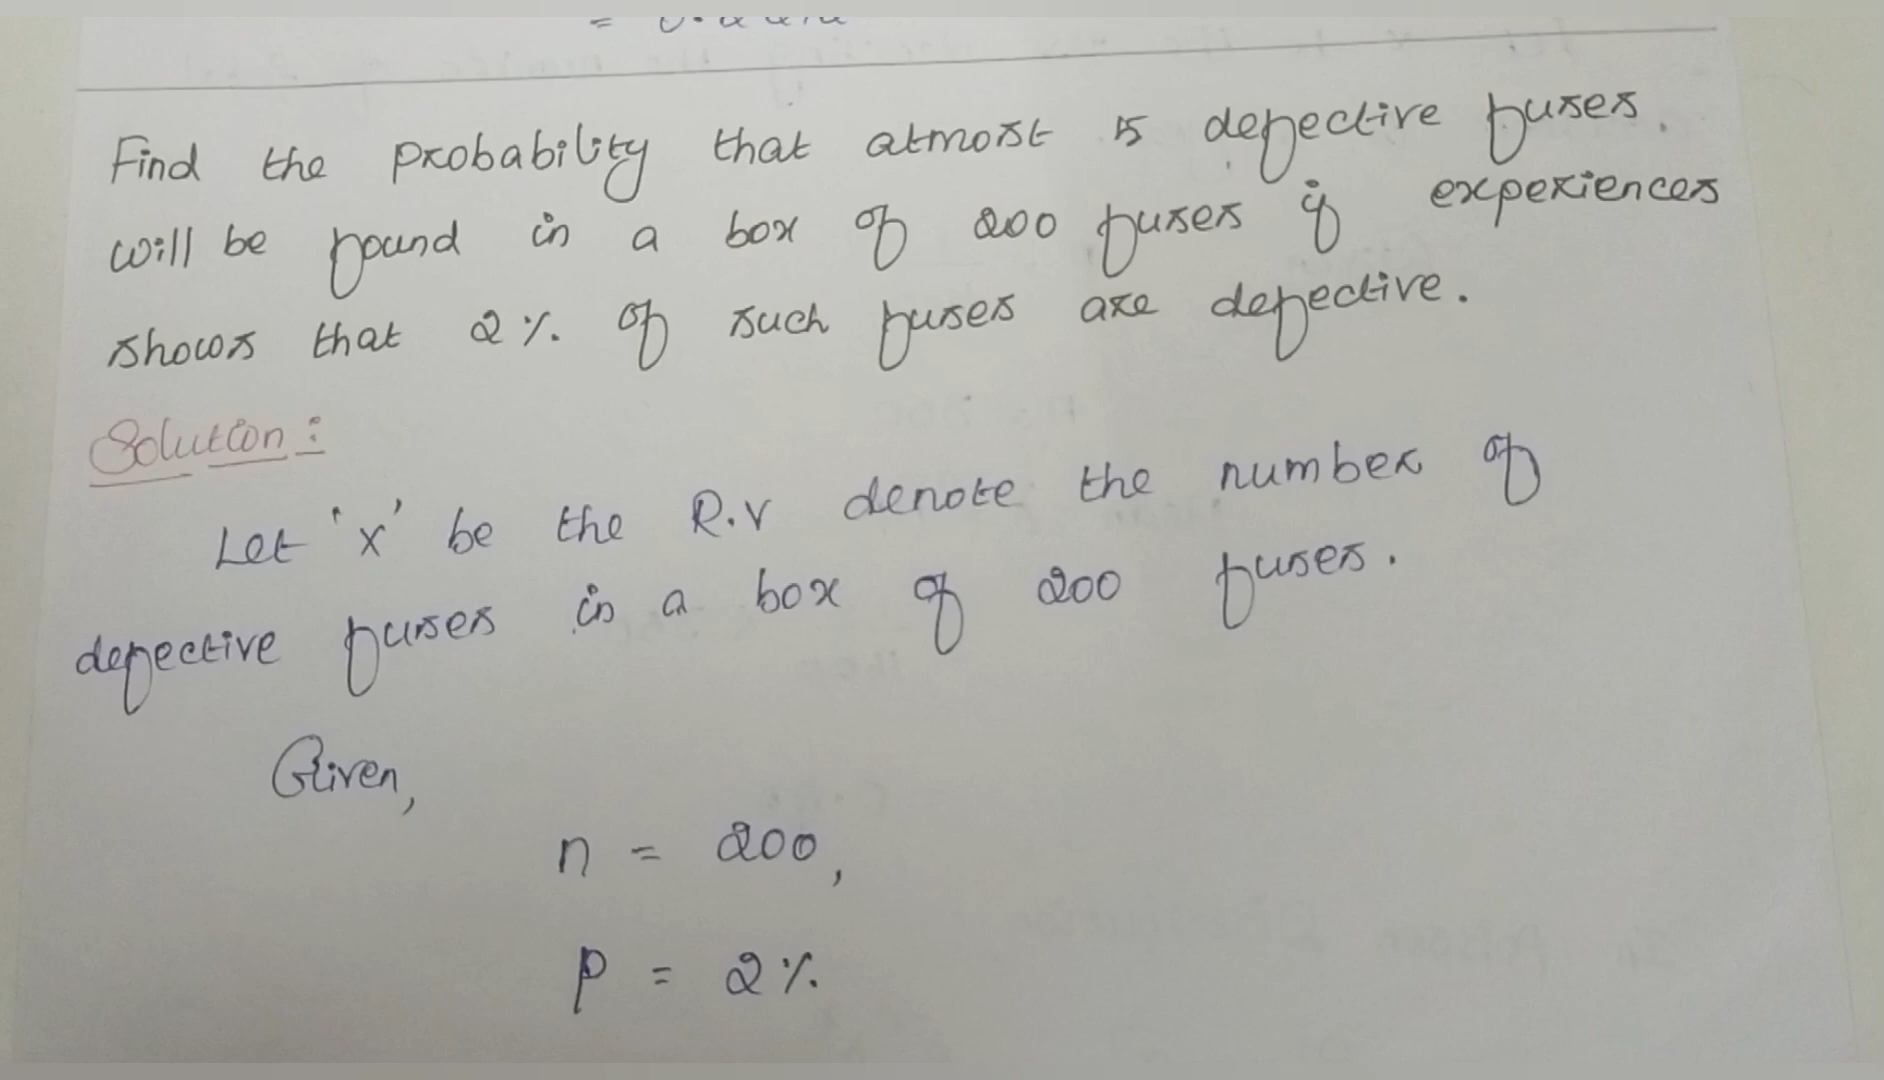 Find the probability that atmost 5 defective fuses.
will be found in a box of 200 fuses if experiences
shows that 2 %. of such fuses are defective.
Solution :
Let 'x' be the R.V denote the number of
defective fuses in a box of 200 fuses.
Given,
n = 200,
P = 2 %.